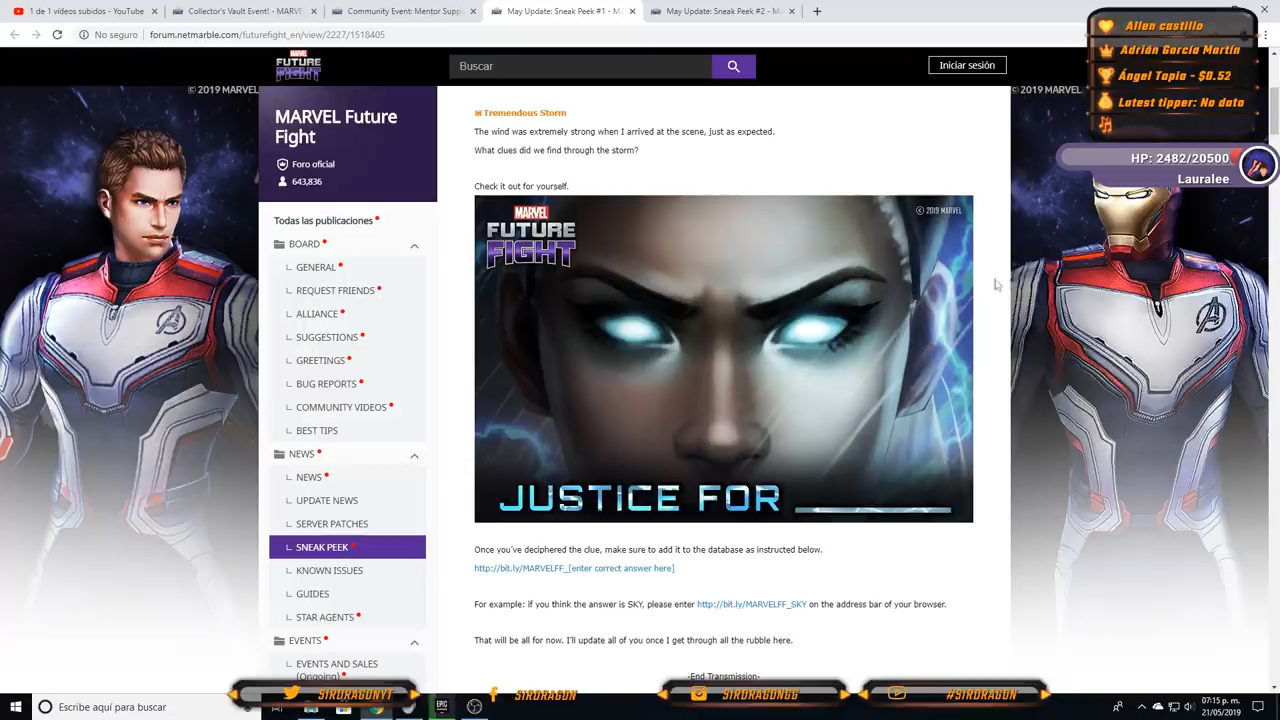 1 de 1 vídeos subidos - YouTube
Collector's Vault Event! - MARVEL
Community Event: Mentor Supp
May Update: Sneak Peek #1 - MA
May Update: Sneak Peek #2 - MA
No seguro
forum.netmarble.com/futurefight_en/view/2227/1518405
Allen castillo
Adrián García Martín
Ángel Tapia - $0.52
Latest tipper: No data
HP: 2482/20500
Lauralee
MARVEL
FUTURE
FIGHT
Buscar
Iniciar sesión
© 2019 MARVEL
© 2019 MARVEL
MARVEL Future
Fight
Foro oficial
643,836
Todas las publicaciones
BOARD
GENERAL
REQUEST FRIENDS
ALLIANCE
SUGGESTIONS
GREETINGS
BUG REPORTS
COMMUNITY VIDEOS
BEST TIPS
NEWS
NEWS
UPDATE NEWS
SERVER PATCHES
SNEAK PEEK
KNOWN ISSUES
GUIDES
STAR AGENTS
EVENTS
EVENTS AND SALES
(Ongoing)
Tremendous Storm
The wind was extremely strong when I arrived at the scene, just as expected.
What clues did we find through the storm?
Check it out for yourself.
MARVEL
FUTURE
FIGHT
© 2019 MARVEL
JUSTICE FOR
Once you've deciphered the clue, make sure to add it to the database as instructed below.
http://bit.ly/MARVELFF_[enter correct answer here]
For example: if you think the answer is SKY, please enter http://bit.ly/MARVELFF_SKY on the address bar of your browser.
That will be all for now. I'll update all of you once I get through all the rubble here.
-End Transmission-
SIRDRAGONYT
SIRDRAGON
SIRDRAGONGG
#SIRDRAGON
Escribe aquí para buscar
EPIC
07:15 p. m.
21/05/2019